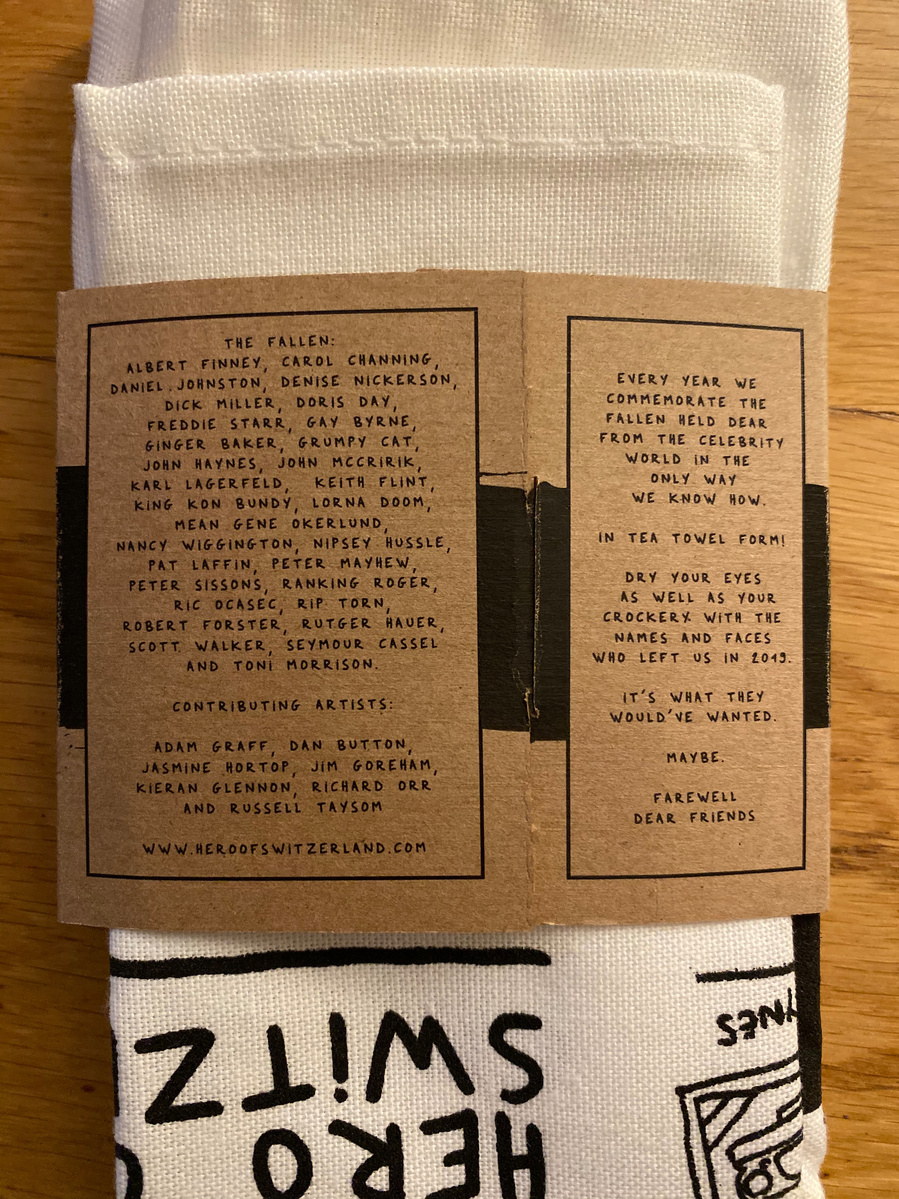 THE FALLEN:
ALBERT FINNEY, CAROL CHANNING,
DANIEL JOHNSTON, DENISE NICKERSON,
DICK MILLER, DORIS DAY,
FREDDIE STARR, GAY BYRNE,
GINGER BAKER, GRUMPY CAT,
JOHN HAYNES, JOHN MCCRIRIK,
KARL LAGERFELD, KEITH FLINT,
KING KON BUNDY, LORNA DOOM,
MEAN GENE OKERLUND,
NANCY WIGGINGTON, NIPSEY HUSSLE,
PAT LAFFIN, PETER MAYHEW,
PETER SISSONS, RANKING ROGER,
RIC OCASEC, RIP TORN,
ROBERT FORSTER, RUTGER HAUER,
SCOTT WALKER, SEYMOUR CASSEL
AND TONI MORRISON.
CONTRIBUTING ARTISTS:
ADAM GRAFF, DAN BUTTON,
JASMINE HORTOP, JIM GOREHAM,
KIERAN GLENNON, RICHARD ORR
AND RUSSELL TAYSOM
WWW.HEROOFSWITZERLAND.COM
EVERY YEAR WE
COMMEMORATE THE
FALLEN HELD DEAR
FROM THE CELEBRITY
WORLD IN THE
ONLY WAY
WE KNOW HOW.
IN TEA TOWEL FORM!
DRY YOUR EYES
AS WELL AS YOUR
CROCKERY WITH THE
NAMES AND FACES
WHO LEFT US IN 2019.
IT'S WHAT THEY
WOULD'VE WANTED.
MAYBE.
FAREWELL
DEAR FRIENDS
HERO
SWiTZ
YNES